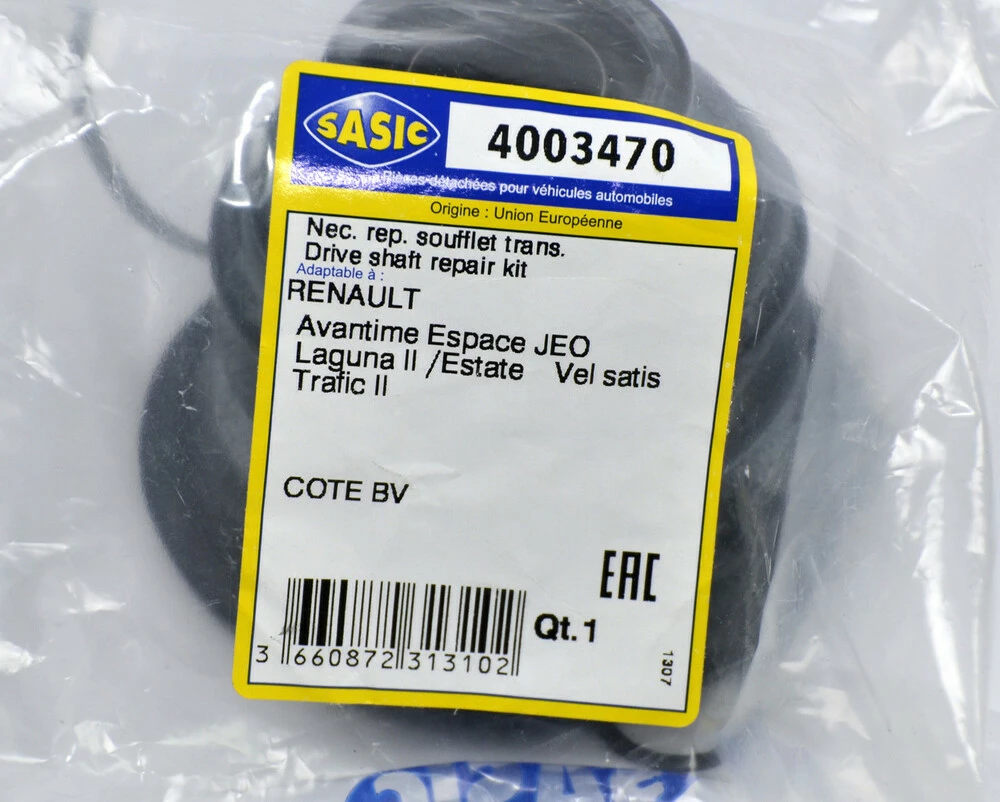 SASIC
4003470
Pièces détachées pour véhicules automobiles
Origine : Union Européenne
Nec. rep. soufflet trans.
Drive shaft repair kit
Adaptable à :
RENAULT
Avantime Espace JEO
Laguna II /Estate Vel satis
Trafic II
COTE BV
EAC
Qt. 1
3 660872 313102
1307